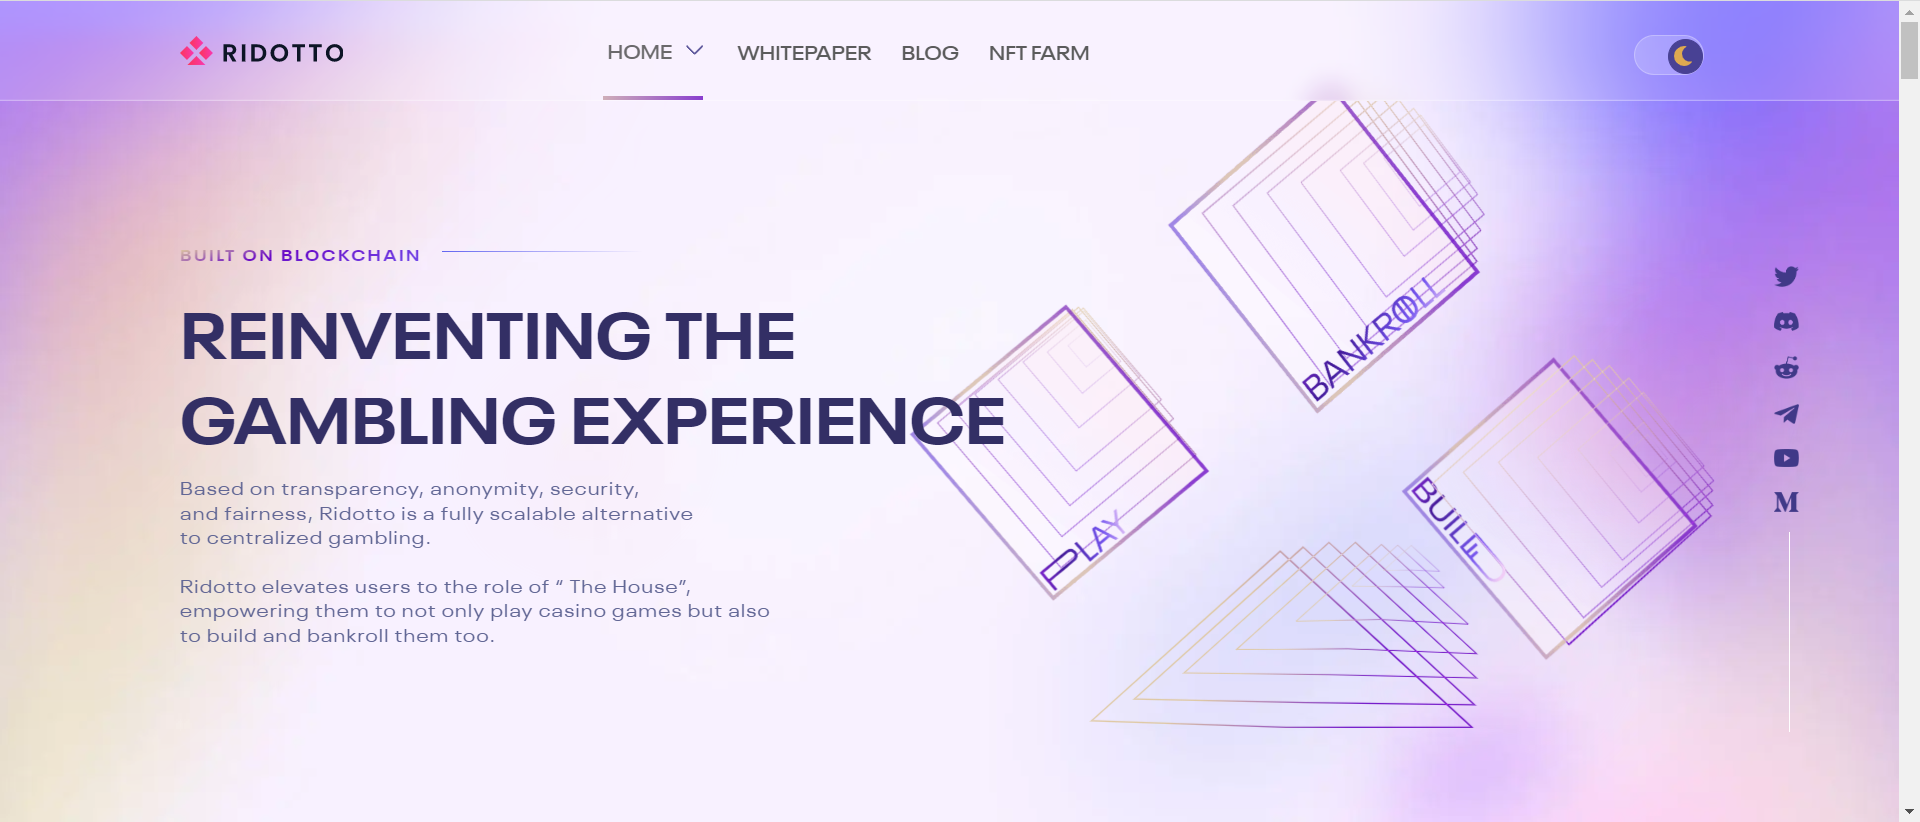 RIDOTTO
HOME
WHITEPAPER
BLOG
NFT FARM
BUILT ON BLOCKCHAIN
REINVENTING THE
GAMBLING EXPERIENCE
Based on transparency, anonymity, security,
and fairness, Ridotto is a fully scalable alternative
to centralized gambling.
Ridotto elevates users to the role of “ The House”,
empowering them to not only play casino games but also
to build and bankroll them too.
BANKROLL
PLAY
BUILD
M